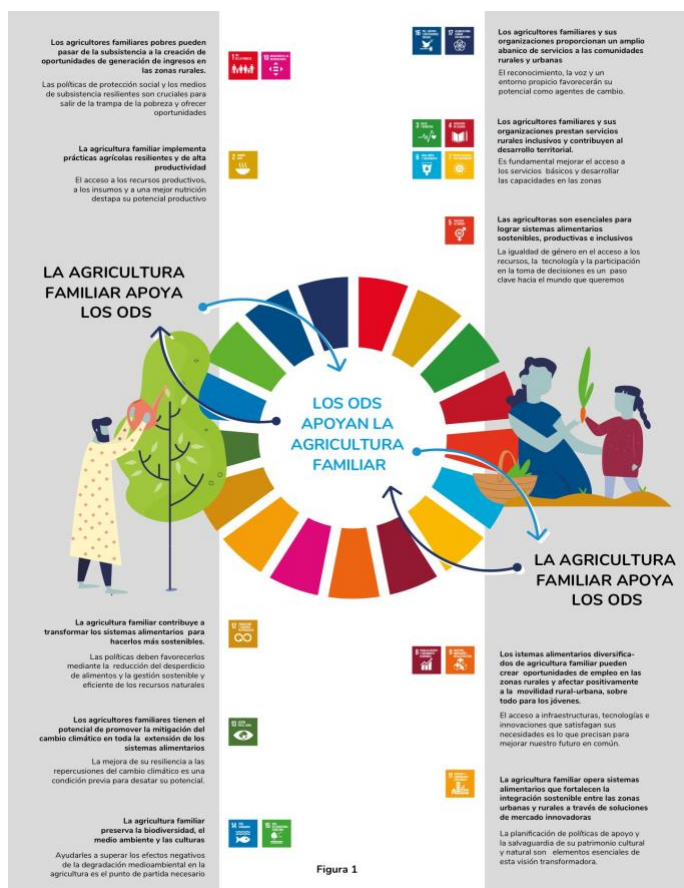 Los agricultores familiares pobres pueden
pasar de la subsistencia a la creación de
oportunidades de generación de ingresos en
las zonas rurales.
Las políticas de protección social y los medios
de subsistencia resilientes son cruciales para
salir de la trampa de la pobreza y ofrecer
oportunidades
1
10
La agricultura familiar implementa
prácticas agrícolas resilientes y de alta
productividad
El acceso a los recursos productivos,
a los insumos y a una mejor nutrición
destapa su potencial productivo
2
LA AGRICULTURA
FAMILIAR APOYA
LOS ODS
16
17
Los agricultores familiares y sus
organizaciones proporcionan un amplio
abanico de servicios a las comunidades
rurales y urbanas
El reconocimiento, la voz y un
entorno propicio favorecerán su
potencial como agentes de cambio.
3
4
6
7
Los agricultores familiares y sus
organizaciones prestan servicios
rurales inclusivos y contribuyen al
desarrollo territorial.
Es fundamental mejorar el acceso a
los servicios básicos y desarrollar
las capacidades en las zonas
5
Las agricultoras son esenciales para
lograr sistemas alimentarios
sostenibles, productivas e inclusivos
La igualdad de género en el acceso a los
recursos, la tecnología y la participación
en la toma de decisiones es un paso
clave hacia el mundo que queremos
LOS ODS
APOYAN LA
AGRICULTURA
FAMILIAR
LA AGRICULTURA
FAMILIAR APOYA
LOS ODS
La agricultura familiar contribuye a
transformar los sistemas alimentarios para
hacerlos más sostenibles.
Las políticas deben favorecerlos
mediante la reducción del desperdicio
de alimentos y la gestión sostenible y
eficiente de los recursos naturales
12
Los agricultores familiares tienen el
potencial de promover la mitigación del
cambio climático en toda la extensión de los
sistemas alimentarios
La mejora de su resiliencia a las
repercusiones del cambio climático es una
condición previa para desatar su potencial.
13
La agricultura familiar
preserva la biodiversidad, el
medio ambiente y las culturas
Ayudarles a superar los efectos negativos
de la degradación medioambiental en la
agricultura es el punto de partida necesario
14
15
8
9
Los istemas alimentarios diversifica-
dos de agricultura familiar pueden
crear oportunidades de empleo en las
zonas rurales y afectar positivamente
a la movilidad rural-urbana, sobre
todo para los jóvenes.
El acceso a infraestructuras, tecnologías e
innovaciones que satisfagan sus
necesidades es lo que precisan para
mejorar nuestro futuro en común.
11
La agricultura familiar opera sistemas
alimentarios que fortalecen la
integración sostenible entre las zonas
urbanas y rurales a través de soluciones
de mercado innovadoras
La planificación de políticas de apoyo y
la salvaguardia de su patrimonio cultural
y natural son elementos esenciales de
esta visión transformadora.
Figura 1